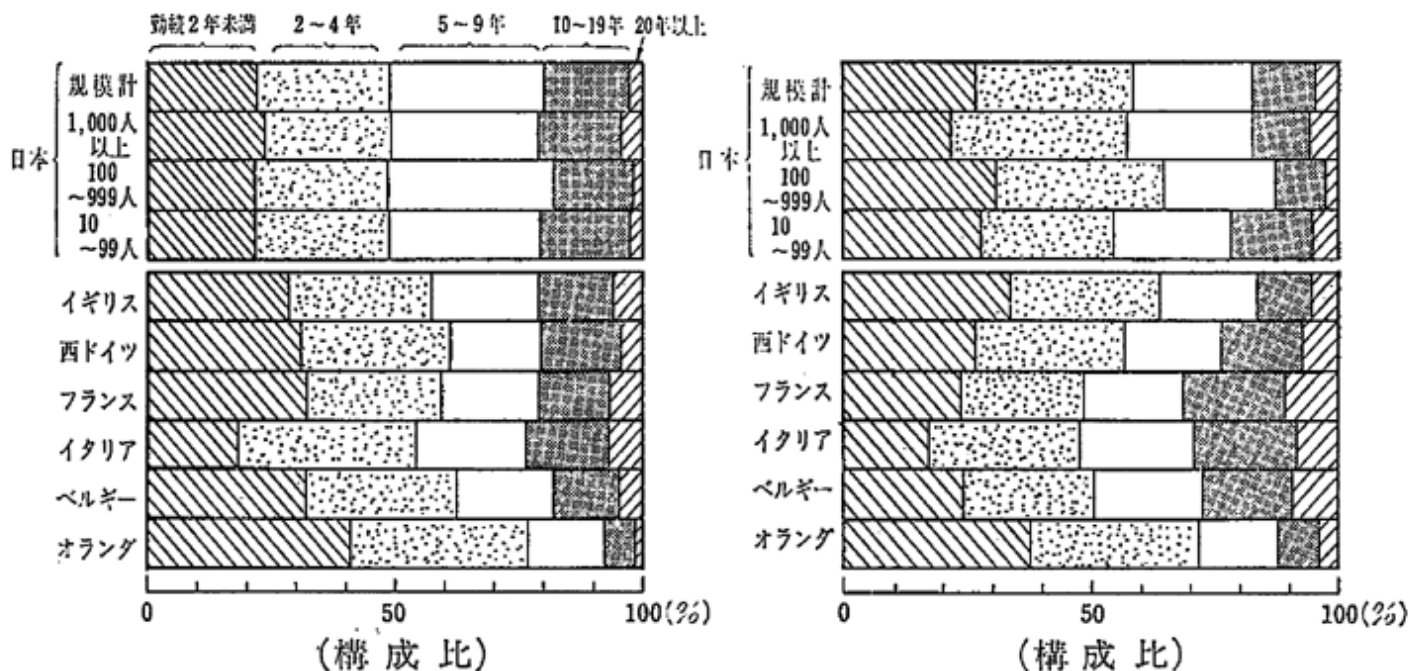 勤続2年未満 2～4年 5～9年 10～19年 20年以上
日本
規模計
1,000人
以上
100
～999人
10
～99人
イギリス
西ドイツ
フランス
イタリア
ベルギー
オランダ
0 50 100(%)
(構成比)
日本
規模計
1,000人
以上
100
～999人
10
～99人
イギリス
西ドイツ
フランス
イタリア
ベルギー
オランダ
0 50 100(%)
(構成比)